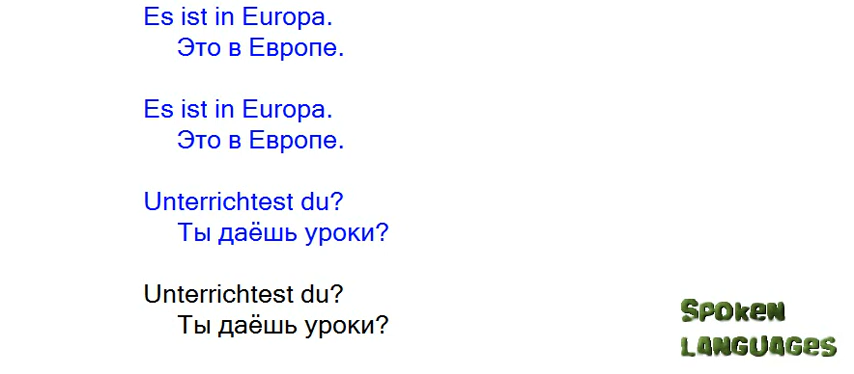 Es ist in Europa.
Это в Европе.
Es ist in Europa.
Это в Европе.
Unterrichtest du?
Ты даёшь уроки?
Unterrichtest du?
Ты даёшь уроки?
Spoken
Languages